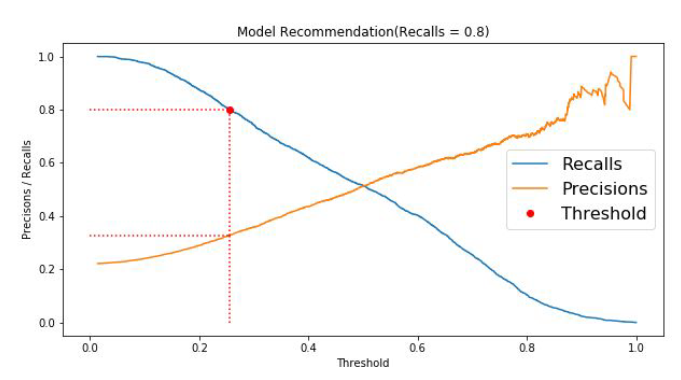 Model Recommendation(Recalls = 0.8)
1.0
0.8
0.6
0.4
0.2
0.0
Precisons / Recalls
Recalls
Precisions
Threshold
0.0 0.2 0.4 0.6 0.8 1.0
Threshold